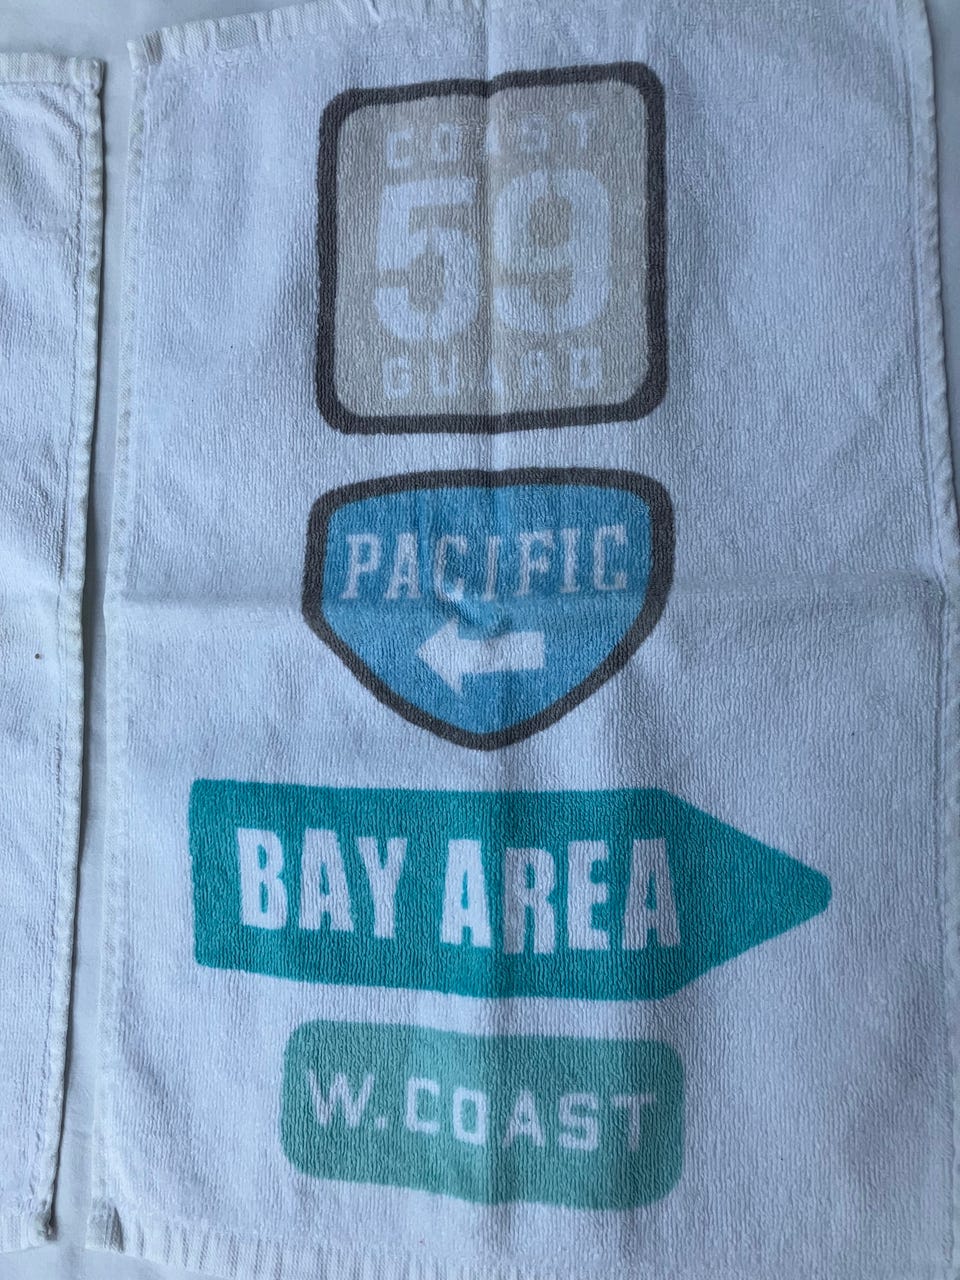 COAST
59
GUARD
PACIFIC
BAY AREA
W. COAST